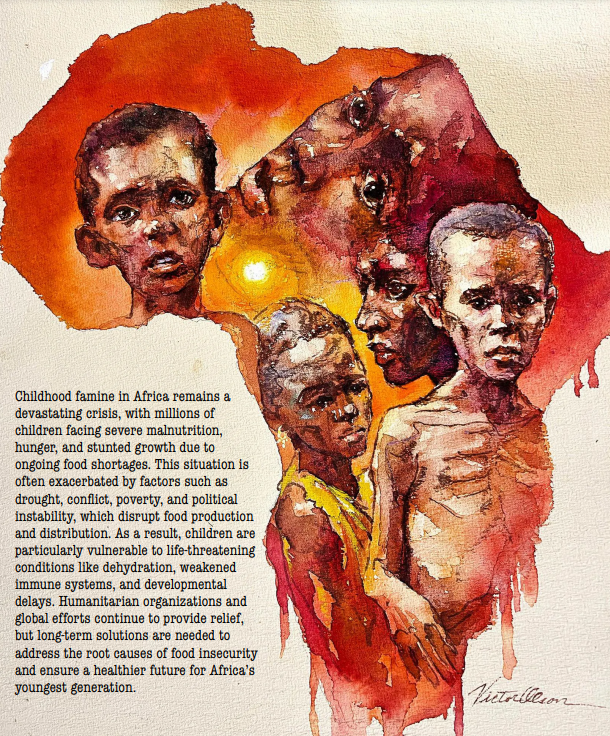 Childhood famine in Africa remains a
devastating crisis, with millions of
children facing severe malnutrition,
hunger, and stunted growth due to
ongoing food shortages. This situation is
often exacerbated by factors such as
drought, conflict, poverty, and political
instability, which disrupt food production
and distribution. As a result, children are
particularly vulnerable to life-threatening
conditions like dehydration, weakened
immune systems, and developmental
delays. Humanitarian organizations and
global efforts continue to provide relief,
but long-term solutions are needed to
address the root causes of food insecurity
and ensure a healthier future for Africa's
youngest generation.
Victor Olson